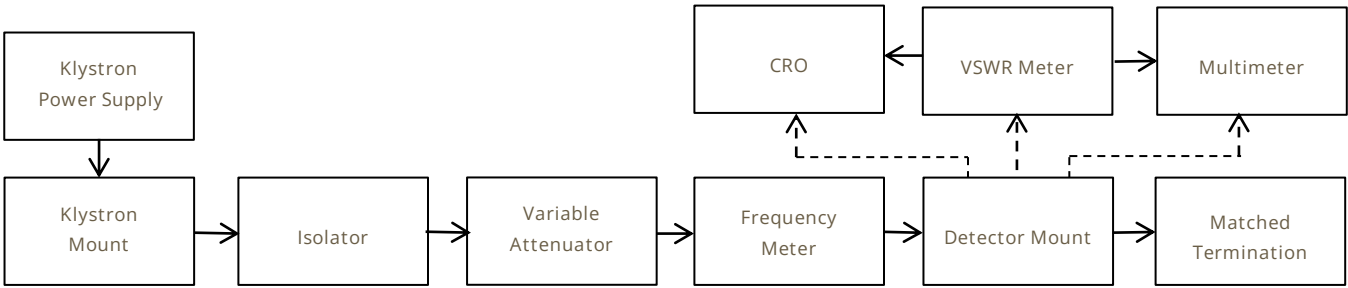 Klystron
Power Supply
CRO
VSWR Meter
Multimeter
Klystron
Mount
Isolator
Variable
Attenuator
Frequency
Meter
Detector Mount
Matched
Termination